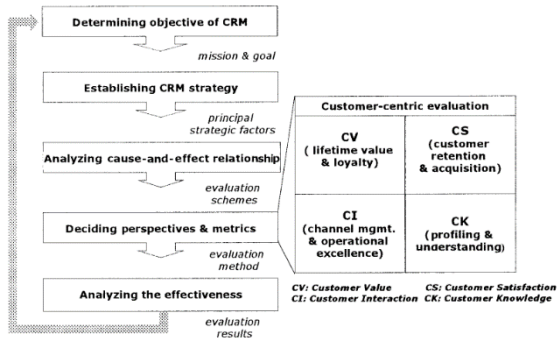 Determining objective of CRM
mission & goal
Establishing CRM strategy
principal
strategic factors
Analyzing cause-and-effect relationship
evaluation
schemes
Deciding perspectives & metrics
evaluation
method
Analyzing the effectiveness
evaluation
results
Customer-centric evaluation
CV
( lifetime value
& loyalty)
CS
(customer
retention
& acquisition)
CI
(channel mgmt.
& operational
excellence)
CK
(profiling &
understanding)
CV: Customer Value CS: Customer Satisfaction
CI: Customer Interaction CK: Customer Knowledge